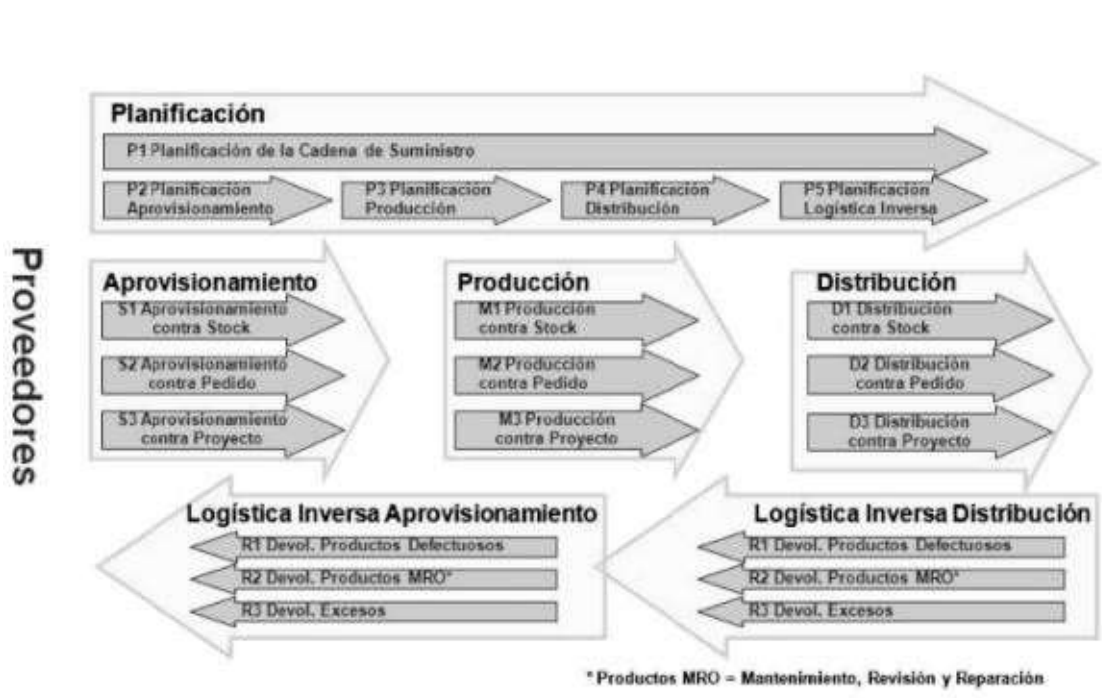 Proveedores
Planificación
P1 Planificación de la Cadena de Suministro
P2 Planificación
Aprovisionamiento
P3 Planificación
Producción
P4 Planificación
Distribución
P5 Planificación
Logística Inversa
Aprovisionamiento
S1 Aprovisionamiento
contra Stock
S2 Aprovisionamiento
contra Pedido
S3 Aprovisionamiento
contra Proyecto
Producción
M1 Producción
contra Stock
M2 Producción
contra Pedido
M3 Producción
contra Proyecto
Distribución
D1 Distribución
contra Stock
D2 Distribución
contra Pedido
D3 Distribución
contra Proyecto
Logística Inversa Aprovisionamiento
R1 Devol. Productos Defectuosos
R2 Devol. Productos MRO*
R3 Devol. Excesos
Logística Inversa Distribución
R1 Devol. Productos Defectuosos
R2 Devol. Productos MRO*
R3 Devol. Excesos
* Productos MRO = Mantenimiento, Revisión y Reparación